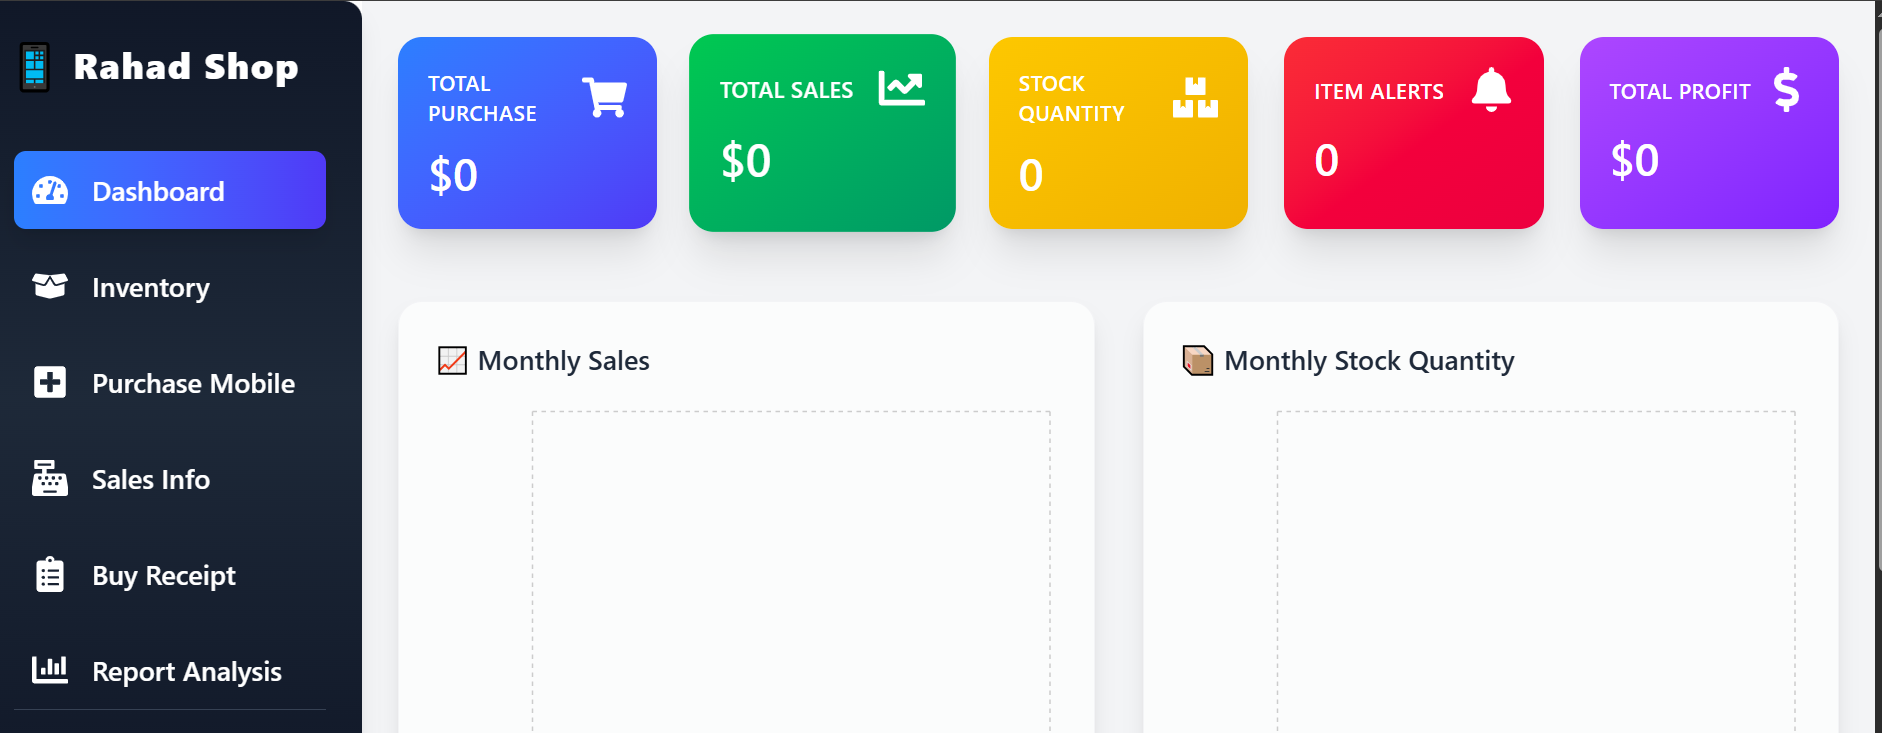 Rahad Shop
Dashboard
Inventory
Purchase Mobile
Sales Info
Buy Receipt
Report Analysis
TOTAL
PURCHASE
$0
TOTAL SALES
$0
STOCK
QUANTITY
0
ITEM ALERTS
0
TOTAL PROFIT
$0
Monthly Sales
Monthly Stock Quantity